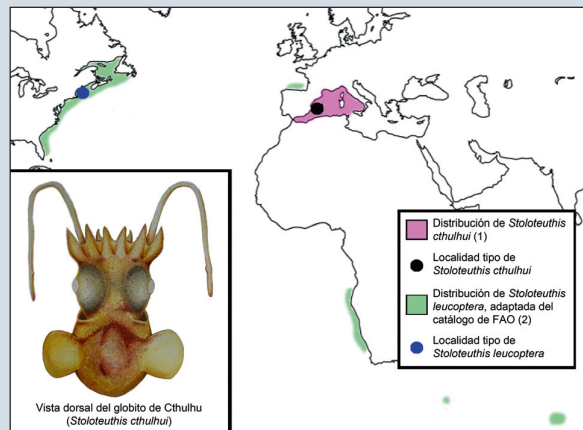 Distribución de Stoloteuthis
cthulhui (1)
Localidad tipo de
Stoloteuthis cthulhui
Distribución de Stoloteuthis
leucoptera, adaptada del
catálogo de FAO (2)
Localidad tipo de
Stoloteuthis leucoptera
Vista dorsal del globito de Cthulhu
(Stoloteuthis cthulhui)